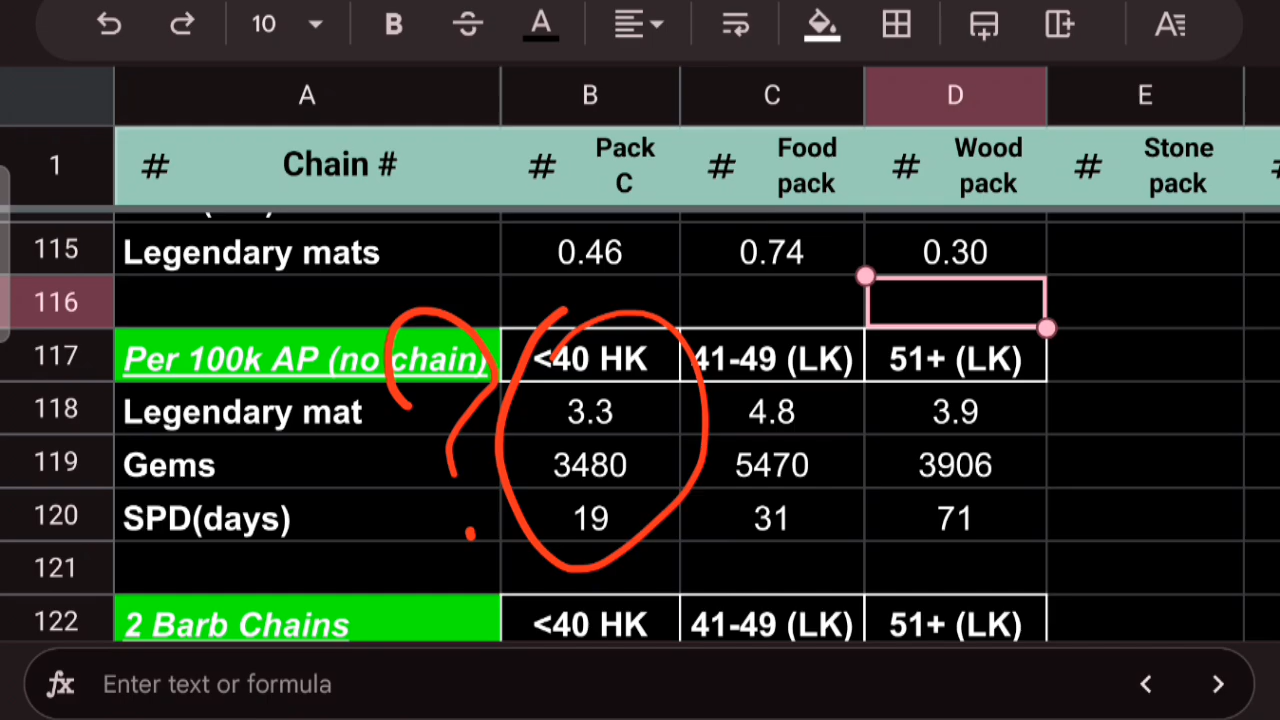 10 B S A A
A B C D E
1 # Chain # # Pack C # Food pack # Wood pack # Stone pack #
115 Legendary mats 0.46 0.74 0.30
116
117 Per 100k AP (no chain) <40 HK 41-49 (LK) 51+ (LK)
118 Legendary mat 3.3 4.8 3.9
119 Gems 3480 5470 3906
120 SPD(days) 19 31 71
121
122 2 Barb Chains <40 HK 41-49 (LK) 51+ (LK)
fx Enter text or formula
?